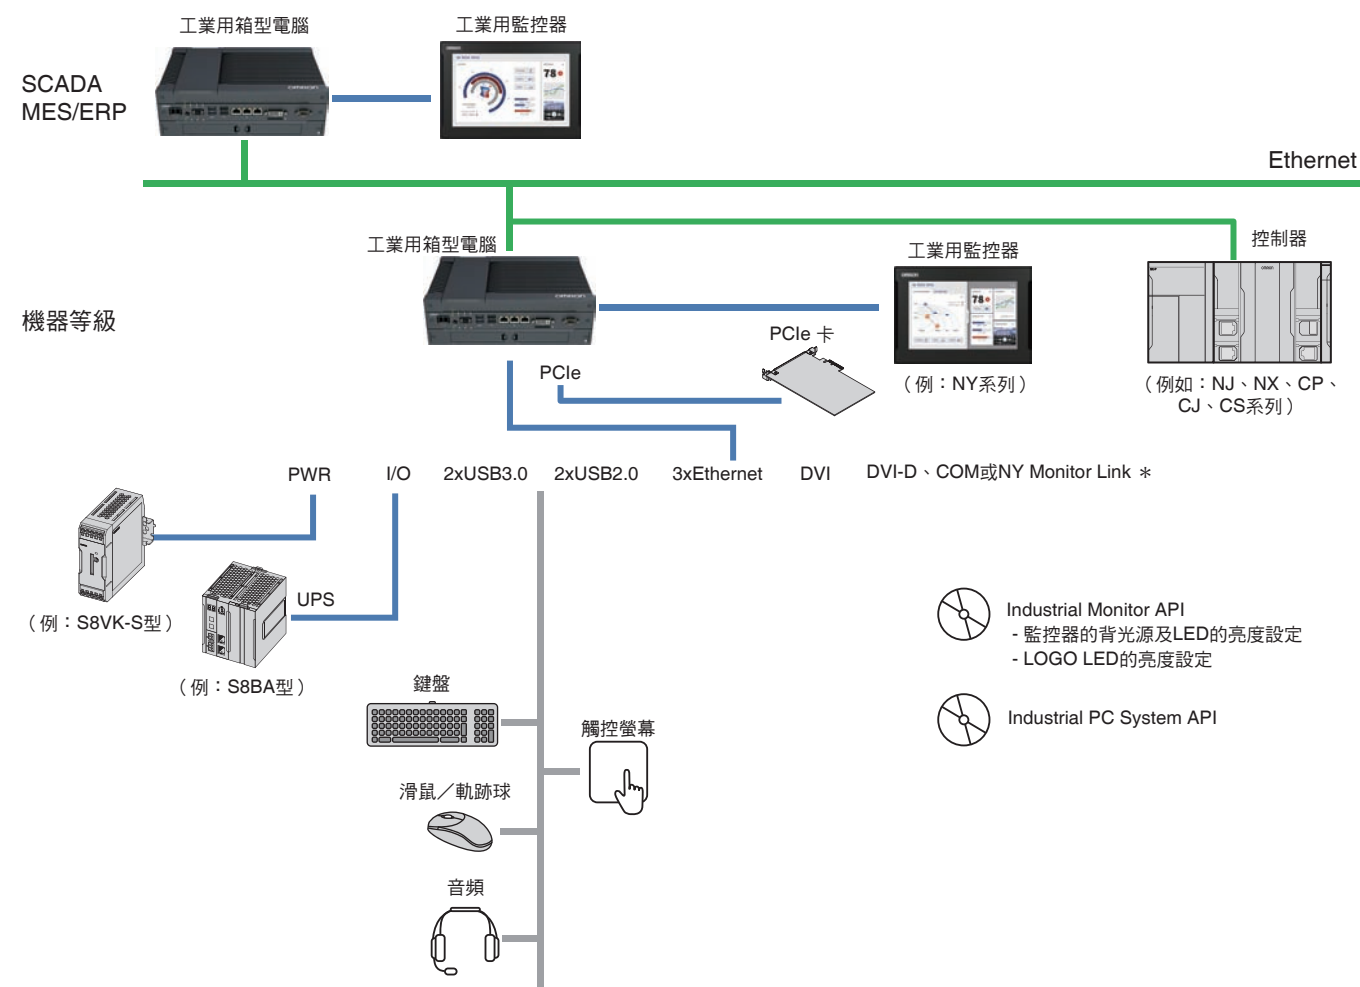 工業用箱型電腦
工業用監控器
SCADA
MES/ERP
Ethernet
工業用箱型電腦
工業用監控器
控制器
機器等級
PCIe 卡
PCIe
（例：NY系列）
（例如：NJ、NX、CP、
CJ、CS系列）
PWR
I/O
2xUSB3.0
2xUSB2.0
3xEthernet
DVI
DVI-D、COM或NY Monitor Link ＊
UPS
（例：S8VK-S型）
（例：S8BA型）
Industrial Monitor API
- 監控器的背光源及LED的亮度設定
- LOGO LED的亮度設定
Industrial PC System API
鍵盤
觸控螢幕
滑鼠／軌跡球
音頻